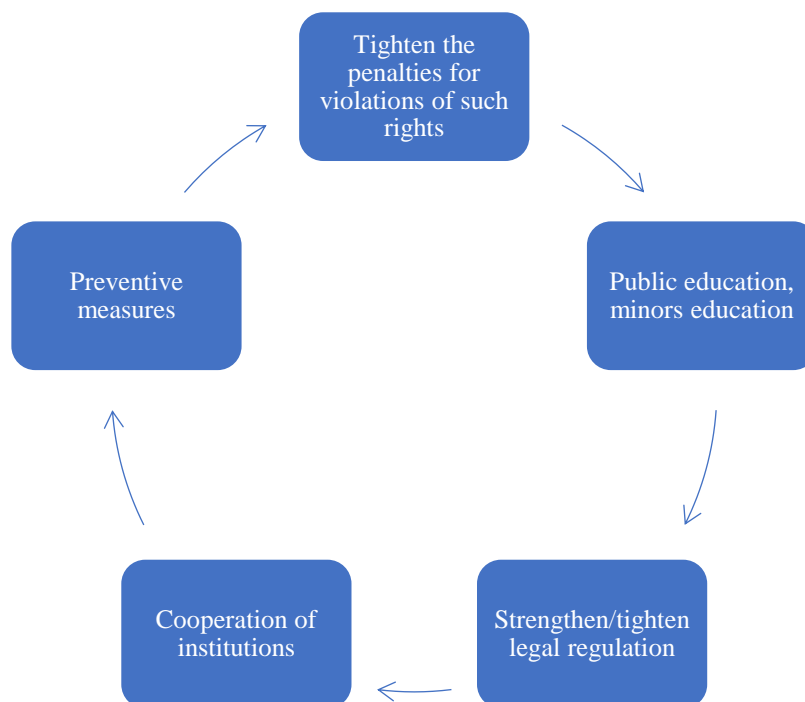 Tighten the
penalties for
violations of such
rights
Public education,
minors education
Strengthen/tighten
legal regulation
Cooperation of
institutions
Preventive
measures